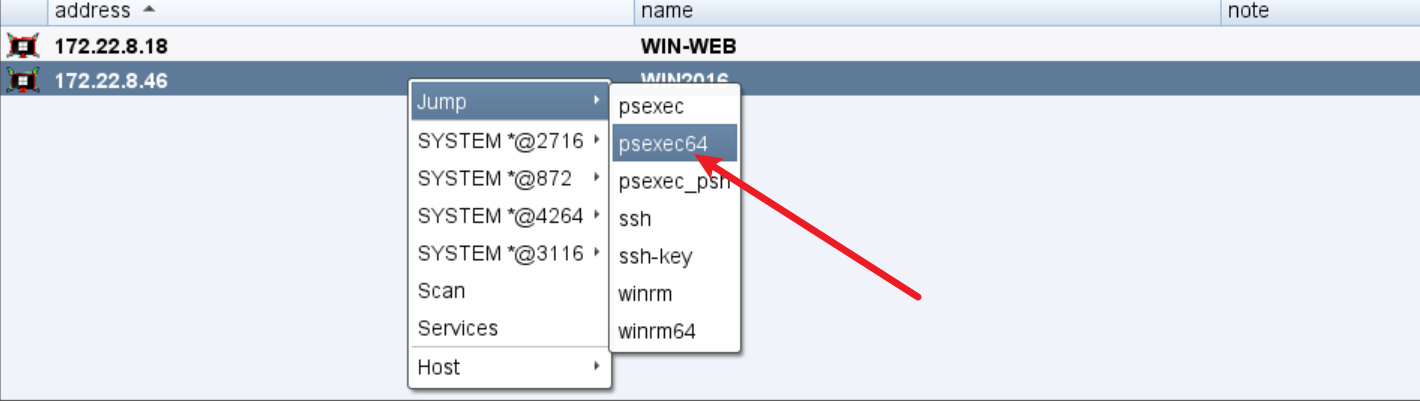 address name note
172.22.8.18 WIN-WEB
172.22.8.46 WIN2016
Jump
SYSTEM *@2716
SYSTEM *@872
SYSTEM *@4264
SYSTEM *@3116
Scan
Services
Host
psexec
psexec64
psexec_psh
ssh
ssh-key
winrm
winrm64